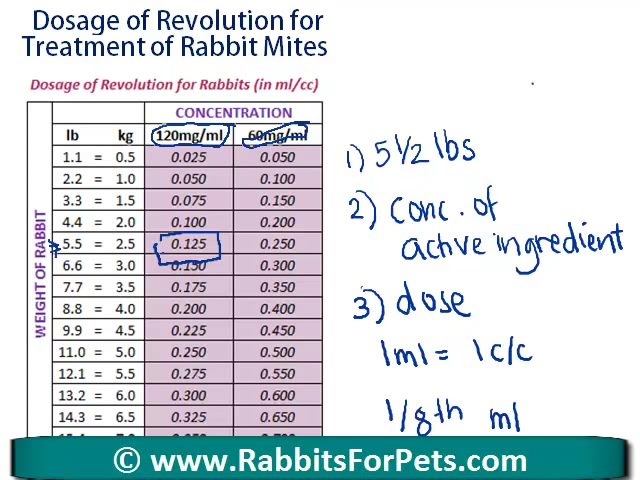 Dosage of Revolution for
Treatment of Rabbit Mites
Dosage of Revolution for Rabbits (in ml/cc)
CONCENTRATION
lb kg 120mg/ml 60mg/ml
WEIGHT OF RABBIT
1.1 = 0.5 0.025 0.050
2.2 = 1.0 0.050 0.100
3.3 = 1.5 0.075 0.150
4.4 = 2.0 0.100 0.200
5.5 = 2.5 0.125 0.250
6.6 = 3.0 0.150 0.300
7.7 = 3.5 0.175 0.350
8.8 = 4.0 0.200 0.400
9.9 = 4.5 0.225 0.450
11.0 = 5.0 0.250 0.500
12.1 = 5.5 0.275 0.550
13.2 = 6.0 0.300 0.600
14.3 = 6.5 0.325 0.650
1) 5 1/2 lbs
2) Conc. of
active ingredient
3) dose
1ml = 1 c/c
1/8th ml
© www.RabbitsForPets.com